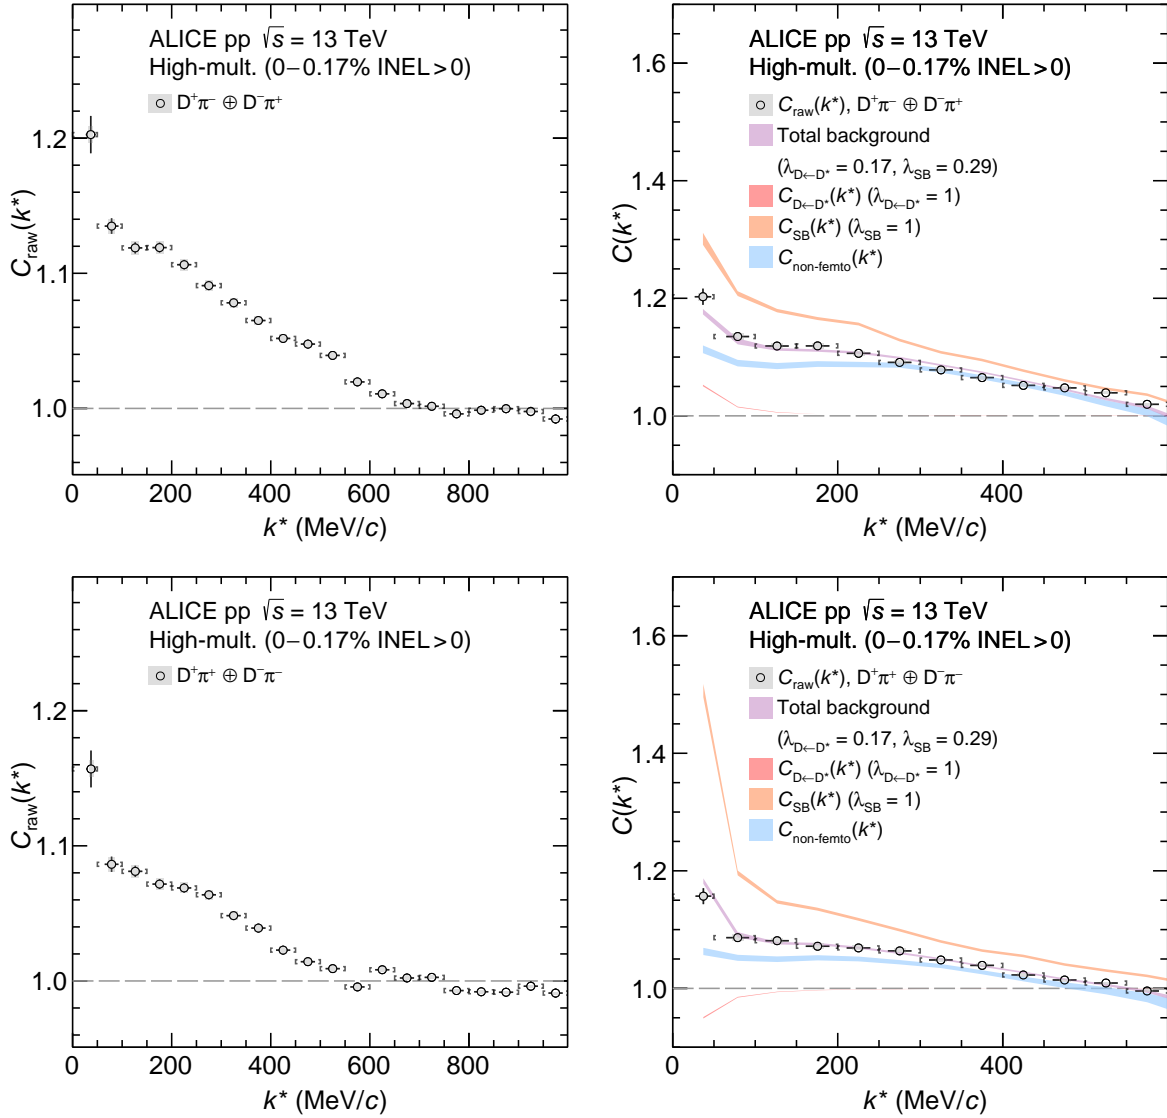 ALICE pp √s = 13 TeV
High-mult. (0−0.17% INEL>0)
D⁺π⁻ ⊕ D⁻π⁺
1.2
1.1
1.0
C_raw(k*)
0 200 400 600 800
k* (MeV/c)
ALICE pp √s = 13 TeV
High-mult. (0−0.17% INEL>0)
C_raw(k*), D⁺π⁻ ⊕ D⁻π⁺
Total background
(λ_D←D* = 0.17, λ_SB = 0.29)
C_D←D*(k*) (λ_D←D* = 1)
C_SB(k*) (λ_SB = 1)
C_non-femto(k*)
1.6
1.4
1.2
1.0
C(k*)
0 200 400
k* (MeV/c)
ALICE pp √s = 13 TeV
High-mult. (0−0.17% INEL>0)
D⁺π⁺ ⊕ D⁻π⁻
1.2
1.1
1.0
C_raw(k*)
0 200 400 600 800
k* (MeV/c)
ALICE pp √s = 13 TeV
High-mult. (0−0.17% INEL>0)
C_raw(k*), D⁺π⁺ ⊕ D⁻π⁻
Total background
(λ_D←D* = 0.17, λ_SB = 0.29)
C_D←D*(k*) (λ_D←D* = 1)
C_SB(k*) (λ_SB = 1)
C_non-femto(k*)
1.6
1.4
1.2
1.0
C(k*)
0 200 400
k* (MeV/c)